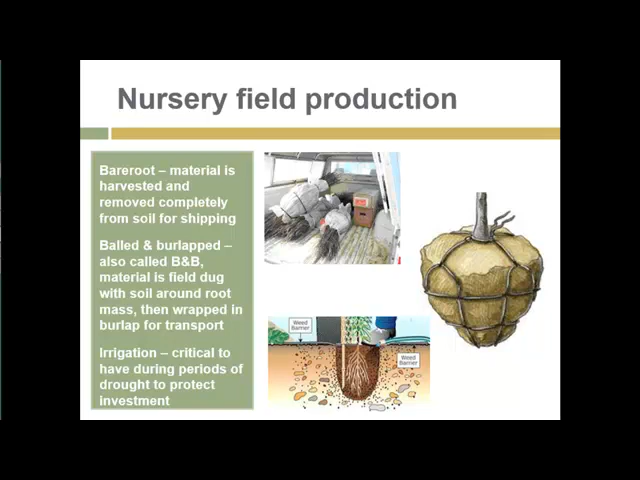 Nursery field production
Bareroot – material is
harvested and
removed completely
from soil for shipping
Balled & burlapped –
also called B&B,
material is field dug
with soil around root
mass, then wrapped in
burlap for transport
Irrigation – critical to
have during periods of
drought to protect
investment
Weed
Barrier
Weed
Barrier